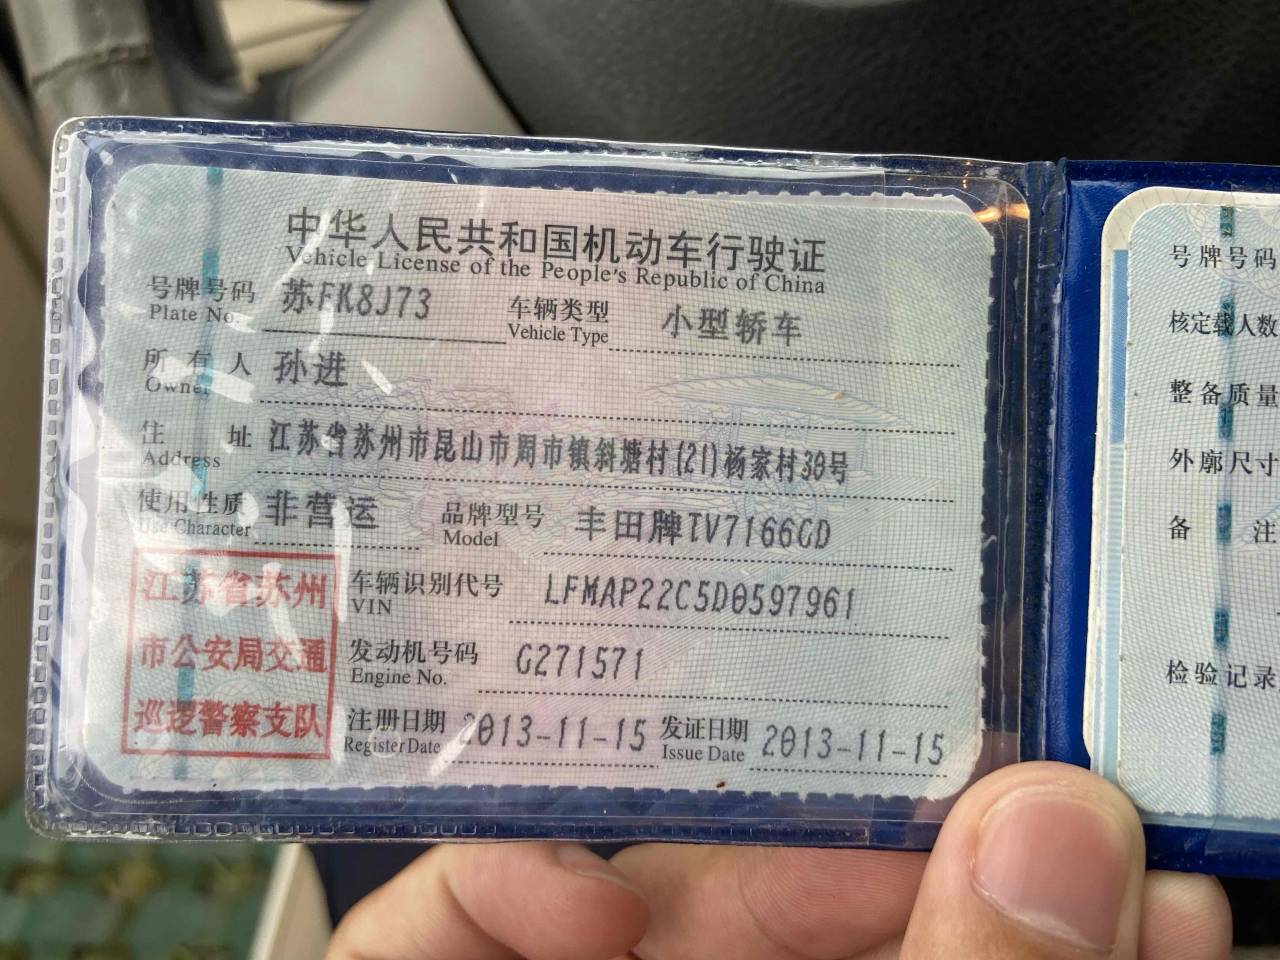 中华人民共和国机动车行驶证
Vehicle License of the People's Republic of China
号牌号码 苏FK8J73 车辆类型 小型轿车
Plate No. Vehicle Type
所有人 孙进
Owner
住址 江苏省苏州市昆山市周市镇斜塘村(21)杨家村30号
Address
使用性质 非营运 品牌型号 丰田牌TV7166GD
Use Character Model
车辆识别代号 LFMAP22C5D0597961
VIN
发动机号码 G271571
Engine No.
注册日期 2013-11-15 发证日期 2013-11-15
Register Date Issue Date
江苏省苏州
市公安局交通
巡逻警察支队
号牌号码
核定载人数
整备质量
外廓尺寸
备注
检验记录